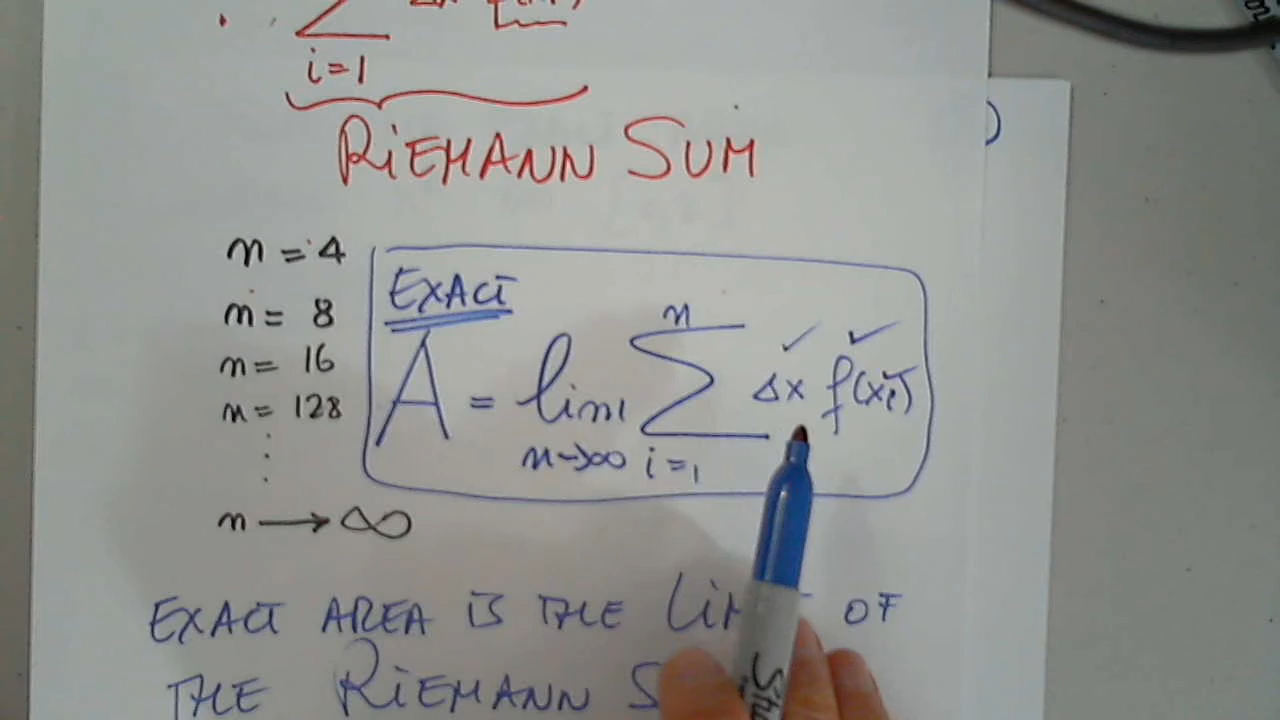 i=1
RIEMANN SUM
n = 4
n = 8
n = 16
n = 128
n → ∞
EXACT
A = lim n→∞ ∑ i=1 n Δx f(xi)
EXACT AREA IS THE OF
THE RIEMANN